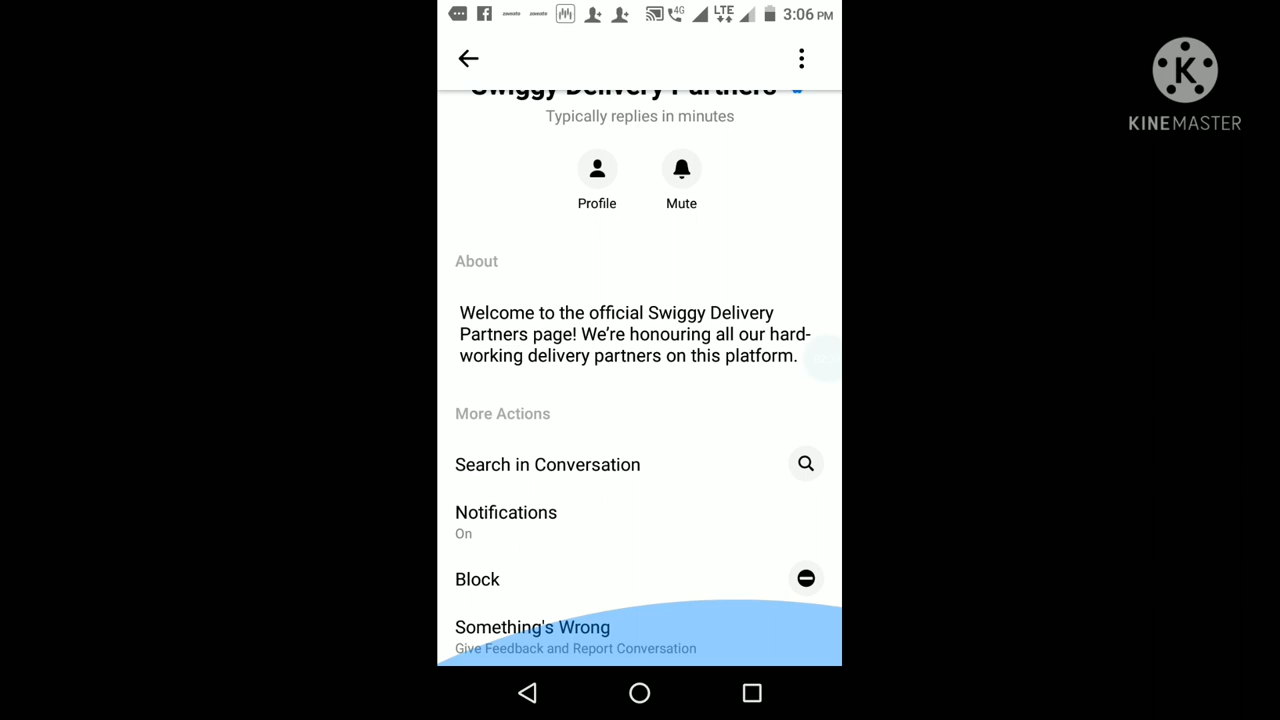 4G LTE 3:06 PM
KINEMASTER
Swiggy Delivery Partners
Typically replies in minutes
Profile Mute
About
Welcome to the official Swiggy Delivery
Partners page! We're honouring all our hard-
working delivery partners on this platform.
More Actions
Search in Conversation
Notifications
On
Block
Something's Wrong
Give Feedback and Report Conversation